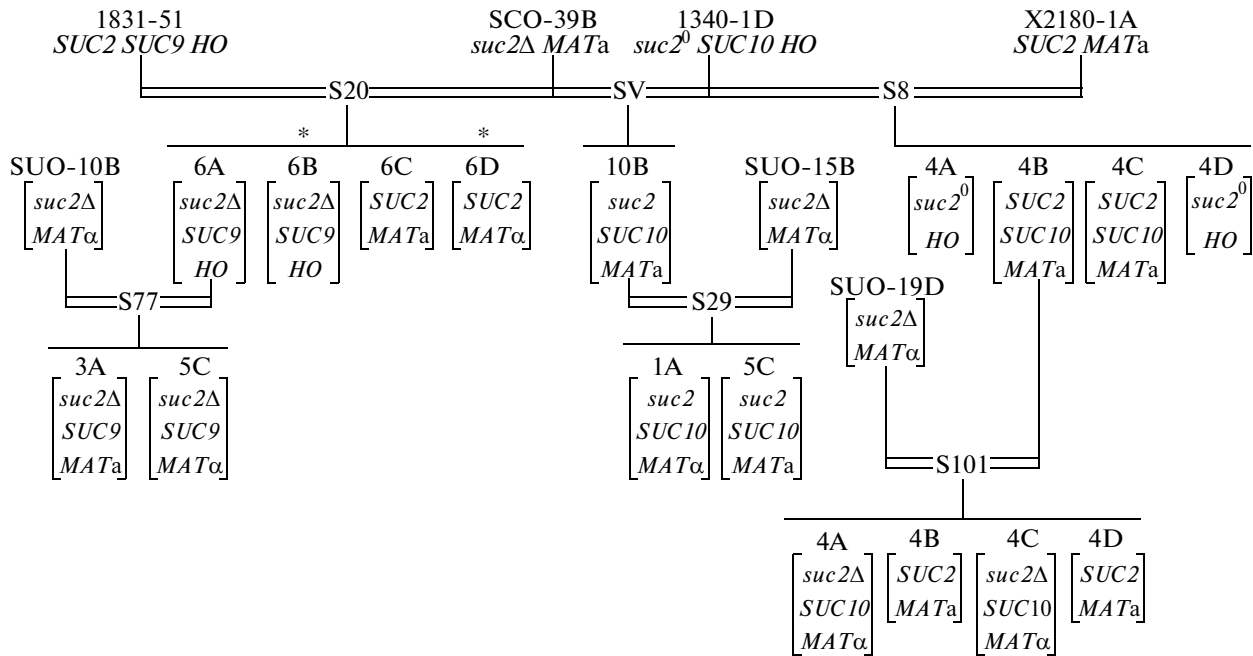 1831-51 SCO-39B 1340-1D X2180-1A
SUC2 SUC9 HO suc2Δ MATa suc2⁰ SUC10 HO SUC2 MATa
S20 SV S8
* *
SUO-10B 6A 6B 6C 6D 10B SUO-15B 4A 4B 4C 4D
suc2Δ suc2Δ suc2Δ SUC2 SUC2 suc2 suc2Δ suc2⁰ SUC2 SUC2 suc2⁰
MATα SUC9 SUC9 MATa MATα SUC10 MATα HO SUC10 SUC10 HO
HO HO MATa MATa MATa
S77 S29 SUO-19D
suc2Δ
MATα
3A 5C 1A 5C
suc2Δ suc2Δ suc2 suc2
SUC9 SUC9 SUC10 SUC10
MATa MATα MATα MATa
S101
4A 4B 4C 4D
suc2Δ SUC2 suc2Δ SUC2
SUC10 MATa SUC10 MATa
MATα MATα